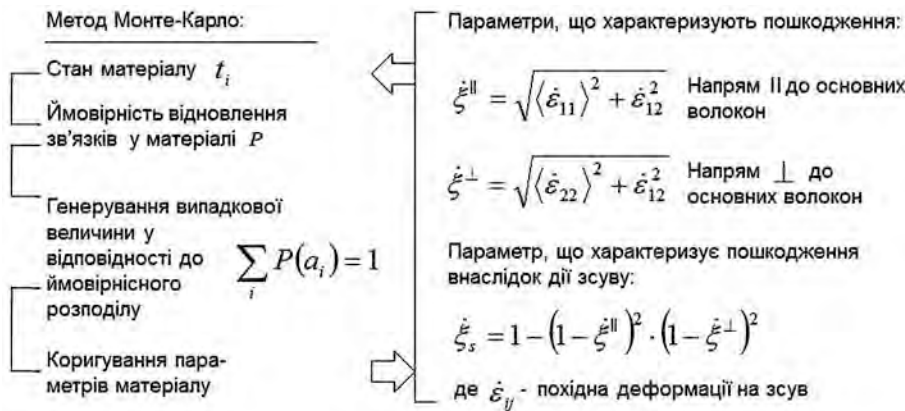 Метод Монте-Карло:
Стан матеріалу t_i
Ймовірність відновлення
зв'язків у матеріалі P
Генерування випадкової
величини у
відповідності до
ймовірнісного
розподілу
∑_i P(a_i) = 1
Коригування пара-
метрів матеріалу
Параметри, що характеризують пошкодження:
ξ̇^∥ = √(⟨ε̇_11⟩² + ε̇_12²)
Напрям II до основних
волокон
ξ̇^⊥ = √(⟨ε̇_22⟩² + ε̇_12²)
Напрям ⊥ до
основних волокон
Параметр, що характеризує пошкодження
внаслідок дії зсуву:
ξ̇_s = 1 − (1 − ξ̇^∥)² · (1 − ξ̇^⊥)²
де ε̇_ij - похідна деформації на зсув